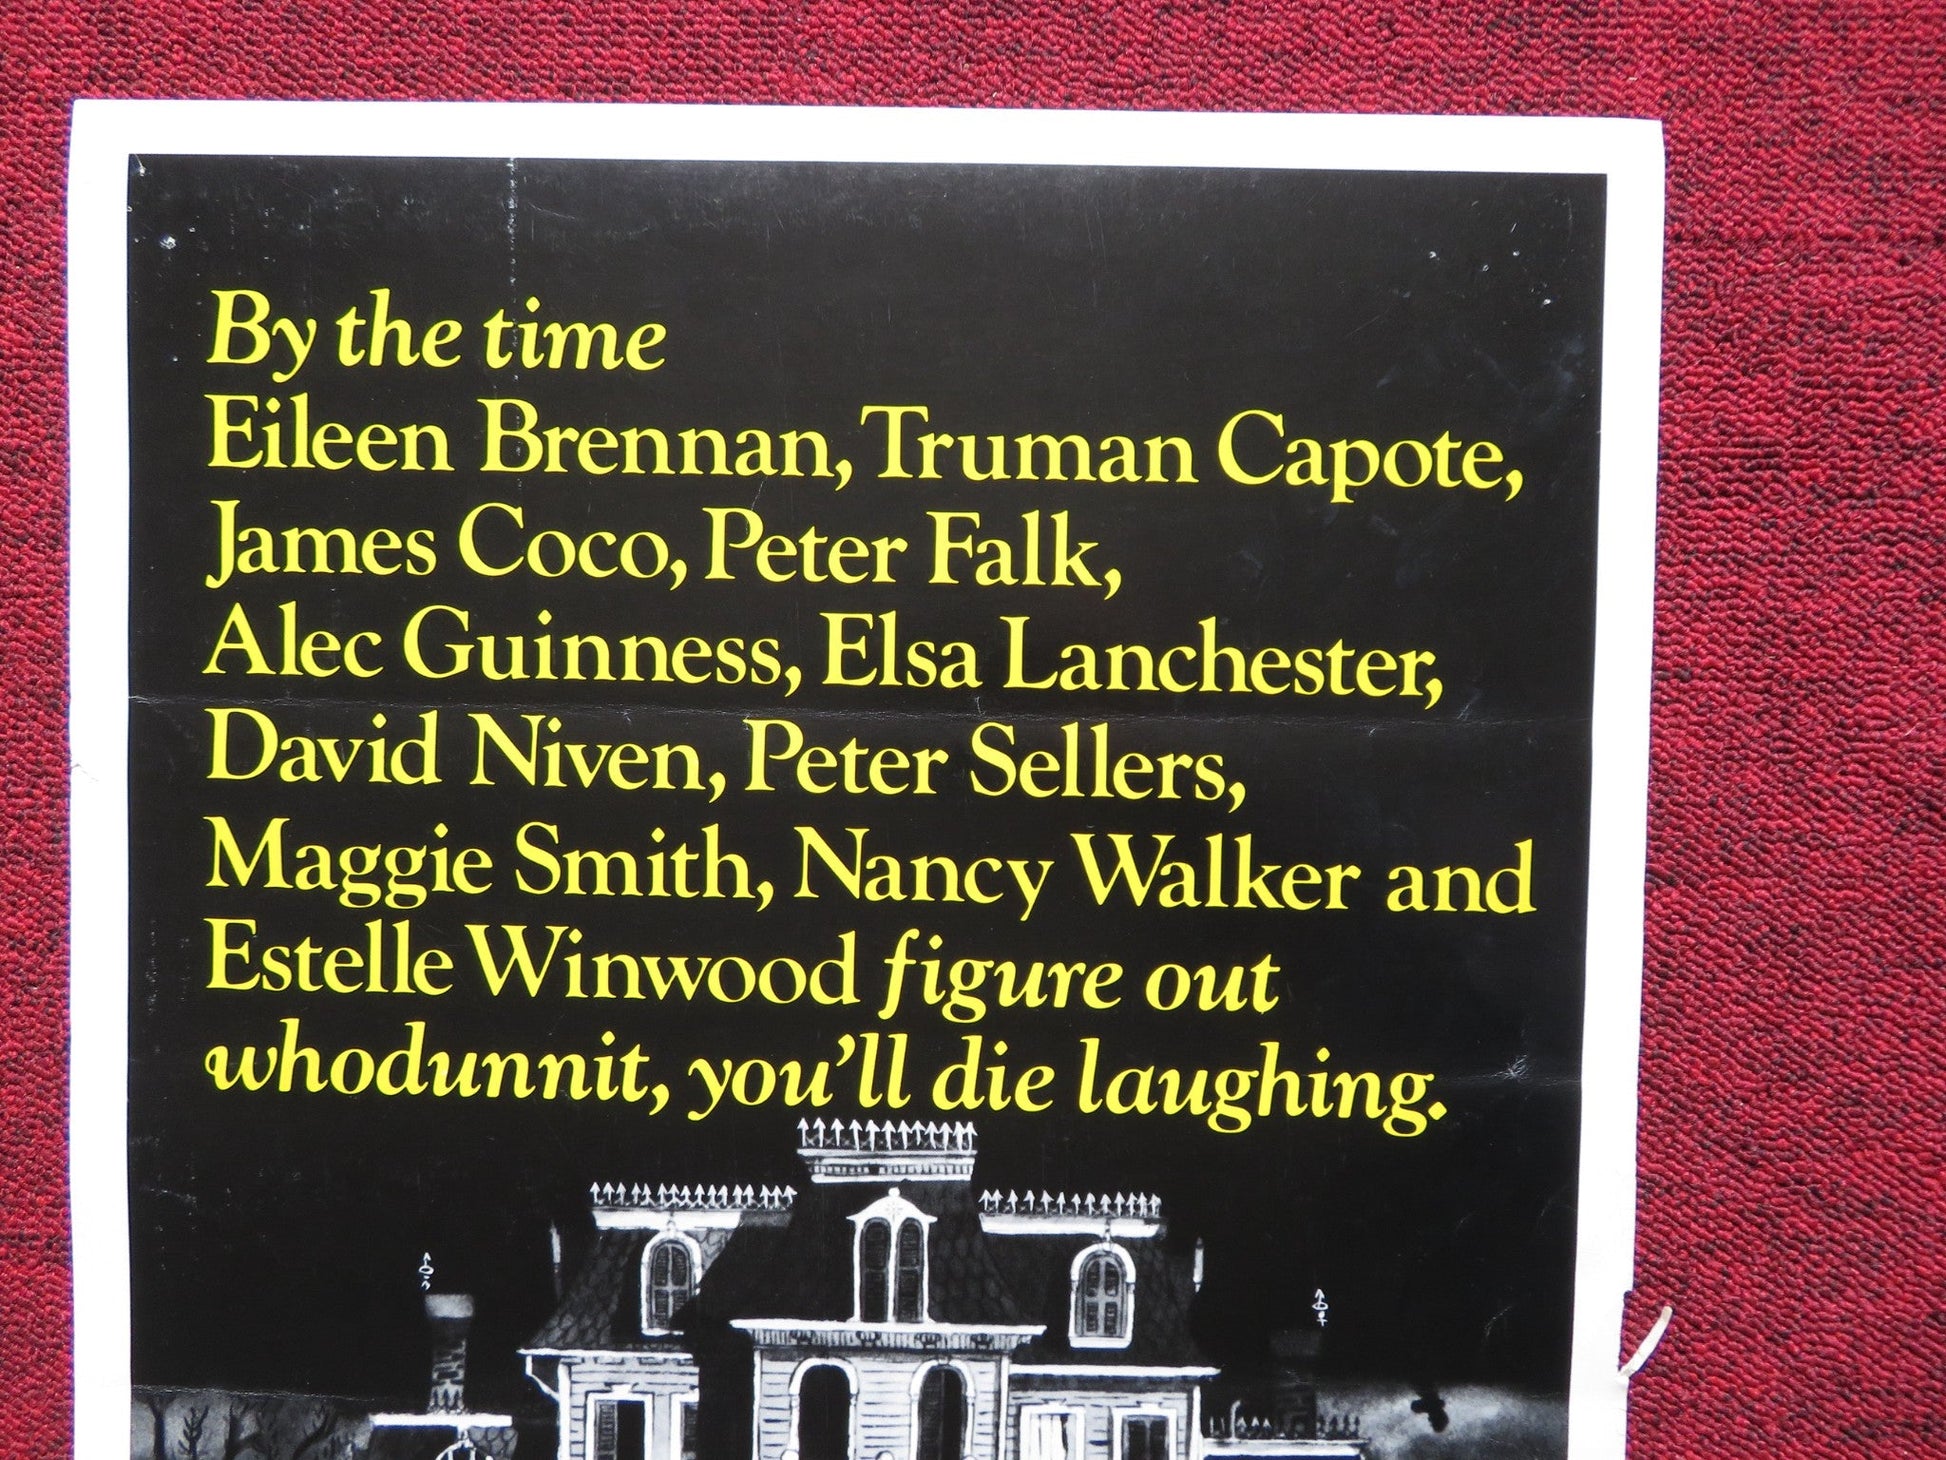 By the time
Eileen Brennan, Truman Capote,
James Coco, Peter Falk,
Alec Guinness, Elsa Lanchester,
David Niven, Peter Sellers,
Maggie Smith, Nancy Walker and
Estelle Winwood figure out
whodunnit, you'll die laughing.